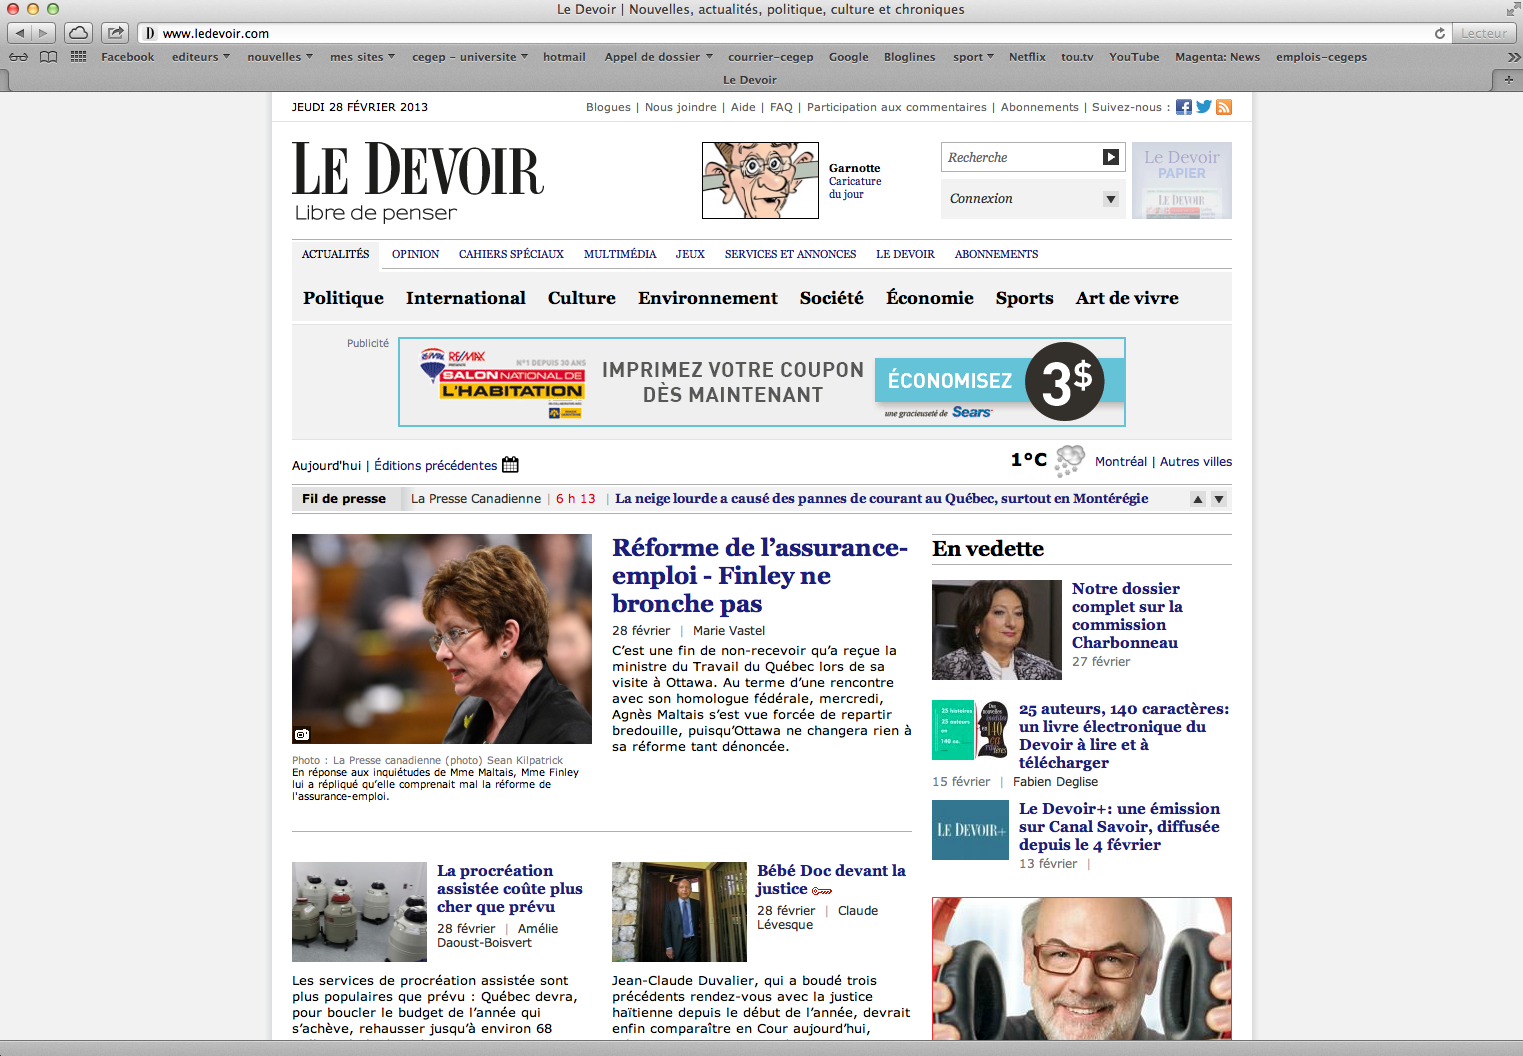 Le Devoir | Nouvelles, actualités, politique, culture et chroniques
www.ledevoir.com
Lecteur
Facebook editeurs nouvelles mes sites cegep - universite hotmail Appel de dossier courrier-cegep Google Bloglines sport Netflix tou.tv YouTube Magenta: News emplois-cegeps
Le Devoir
JEUDI 28 FÉVRIER 2013
Blogues | Nous joindre | Aide | FAQ | Participation aux commentaires | Abonnements | Suivez-nous :
LE DEVOIR
Libre de penser
Garnotte
Caricature
du jour
Recherche
Connexion
Le Devoir
PAPIER
LE DEVOIR
ACTUALITÉS OPINION CAHIERS SPÉCIAUX MULTIMÉDIA JEUX SERVICES ET ANNONCES LE DEVOIR ABONNEMENTS
Politique International Culture Environnement Société Économie Sports Art de vivre
Publicité
RE/MAX
N°1 DEPUIS 30 ANS
SALON NATIONAL DE
L'HABITATION
IMPRIMEZ VOTRE COUPON
DÈS MAINTENANT
ÉCONOMISEZ 3$
une gracieuseté de Sears
Aujourd'hui | Éditions précédentes
1°C Montréal | Autres villes
Fil de presse La Presse Canadienne | 6 h 13 | La neige lourde a causé des pannes de courant au Québec, surtout en Montérégie
Photo : La Presse canadienne (photo) Sean Kilpatrick
En réponse aux inquiétudes de Mme Maltais, Mme Finley
lui a répliqué qu'elle comprenait mal la réforme de
l'assurance-emploi.
Réforme de l'assurance-
emploi - Finley ne
bronche pas
28 février | Marie Vastel
C'est une fin de non-recevoir qu'a reçue la
ministre du Travail du Québec lors de sa
visite à Ottawa. Au terme d'une rencontre
avec son homologue fédérale, mercredi,
Agnès Maltais s'est vue forcée de repartir
bredouille, puisqu'Ottawa ne changera rien à
sa réforme tant dénoncée.
En vedette
Notre dossier
complet sur la
commission
Charbonneau
27 février
25 histoires
25 auteurs
en
140 ca.
25 auteurs, 140 caractères:
un livre électronique du
Devoir à lire et à
télécharger
15 février | Fabien Deglise
LE DEVOIR+
Le Devoir+: une émission
sur Canal Savoir, diffusée
depuis le 4 février
13 février |
La procréation
assistée coûte plus
cher que prévu
28 février | Amélie
Daoust-Boisvert
Les services de procréation assistée sont
plus populaires que prévu : Québec devra,
pour boucler le budget de l'année qui
s'achève, rehausser jusqu'à environ 68
Bébé Doc devant la
justice
28 février | Claude
Lévesque
Jean-Claude Duvalier, qui a boudé trois
précédents rendez-vous avec la justice
haïtienne depuis le début de l'année, devrait
enfin comparaître en Cour aujourd'hui,